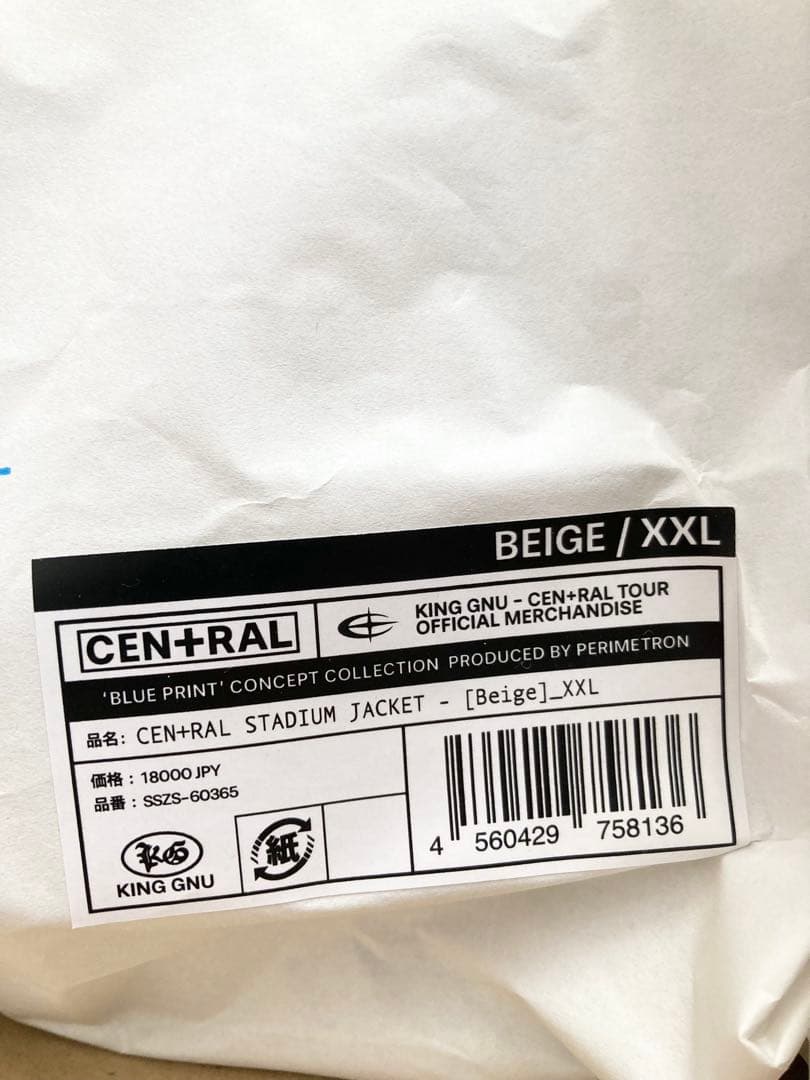 BEIGE / XXL
CEN+RAL
KING GNU - CEN+RAL TOUR
OFFICIAL MERCHANDISE
'BLUE PRINT' CONCEPT COLLECTION PRODUCED BY PERIMETRON
品名: CEN+RAL STADIUM JACKET - [Beige]_XXL
価格 : 18000 JPY
品番 : SSZS-60365
KING GNU
紙
4 560429 758136